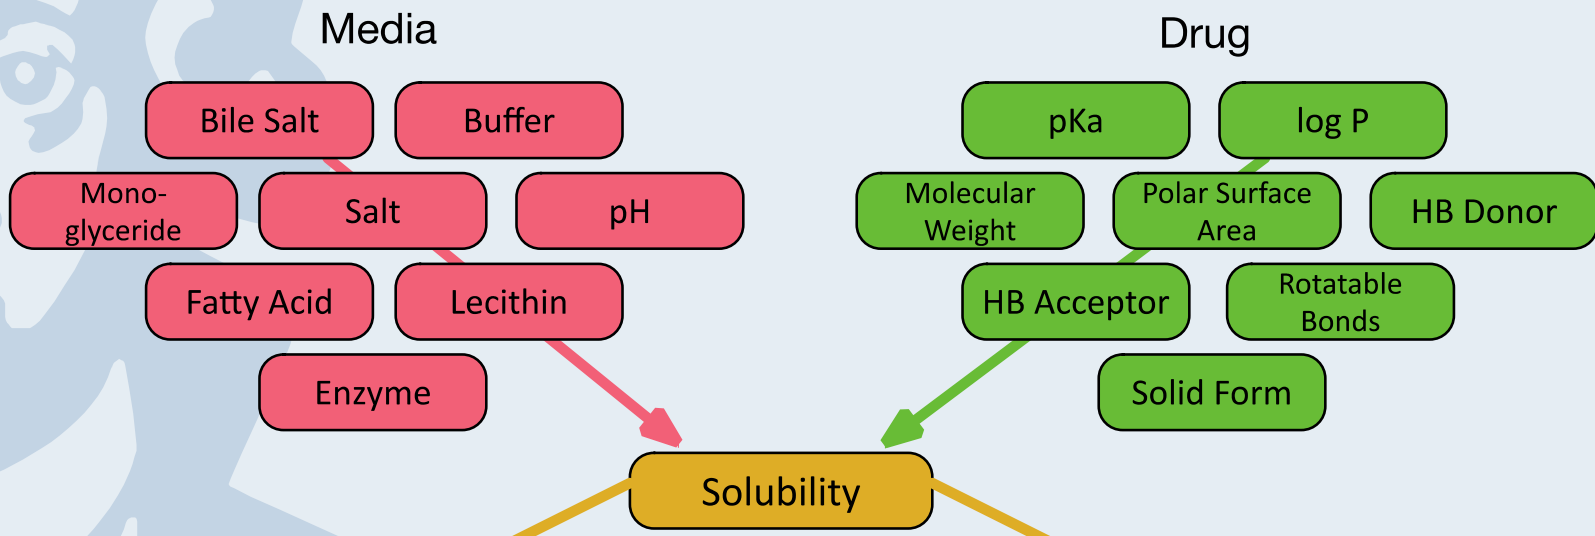 Media
Drug
Bile Salt
Buffer
pKa
log P
Mono-
glyceride
Salt
pH
Molecular
Weight
Polar Surface
Area
HB Donor
Fatty Acid
Lecithin
HB Acceptor
Rotatable
Bonds
Enzyme
Solid Form
Solubility